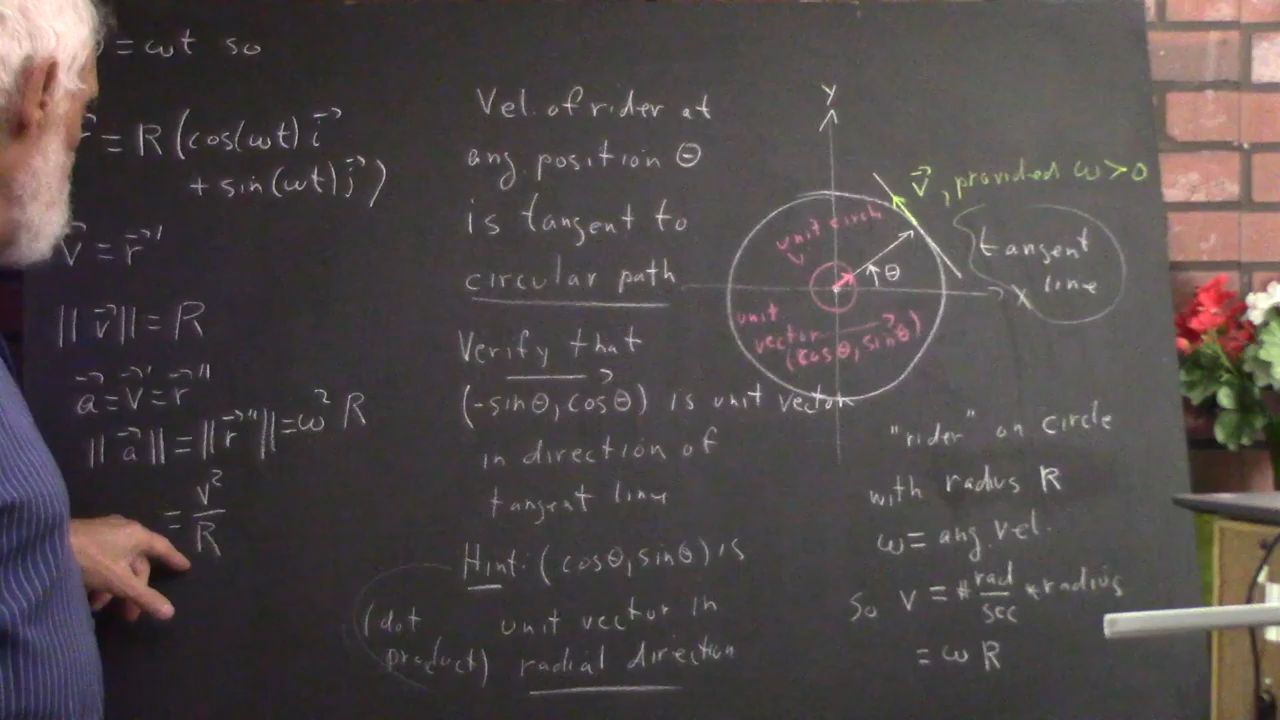 = ωt so
= R (cos(ωt) i⃗
+ sin(ωt) j⃗ )
v⃗ = r⃗'
|| v⃗ || = R
a⃗ = v⃗' = r⃗"
|| a⃗ || = || r⃗" || = ω² R
= v²/R
Vel. of rider at
ang. position θ
is tangent to
circular path
Verify that
(-sinθ, cosθ) is unit vector
in direction of
tangent line
Hint: (cosθ, sinθ) is
(dot unit vector in
product) radial direction
Y
v⃗, provided ω > 0
unit circle
tangent
line
θ
X
unit
vector
(cosθ, sinθ)
"rider" on circle
with radius R
ω = ang. vel.
So v = # rad/sec * radius
= ω R